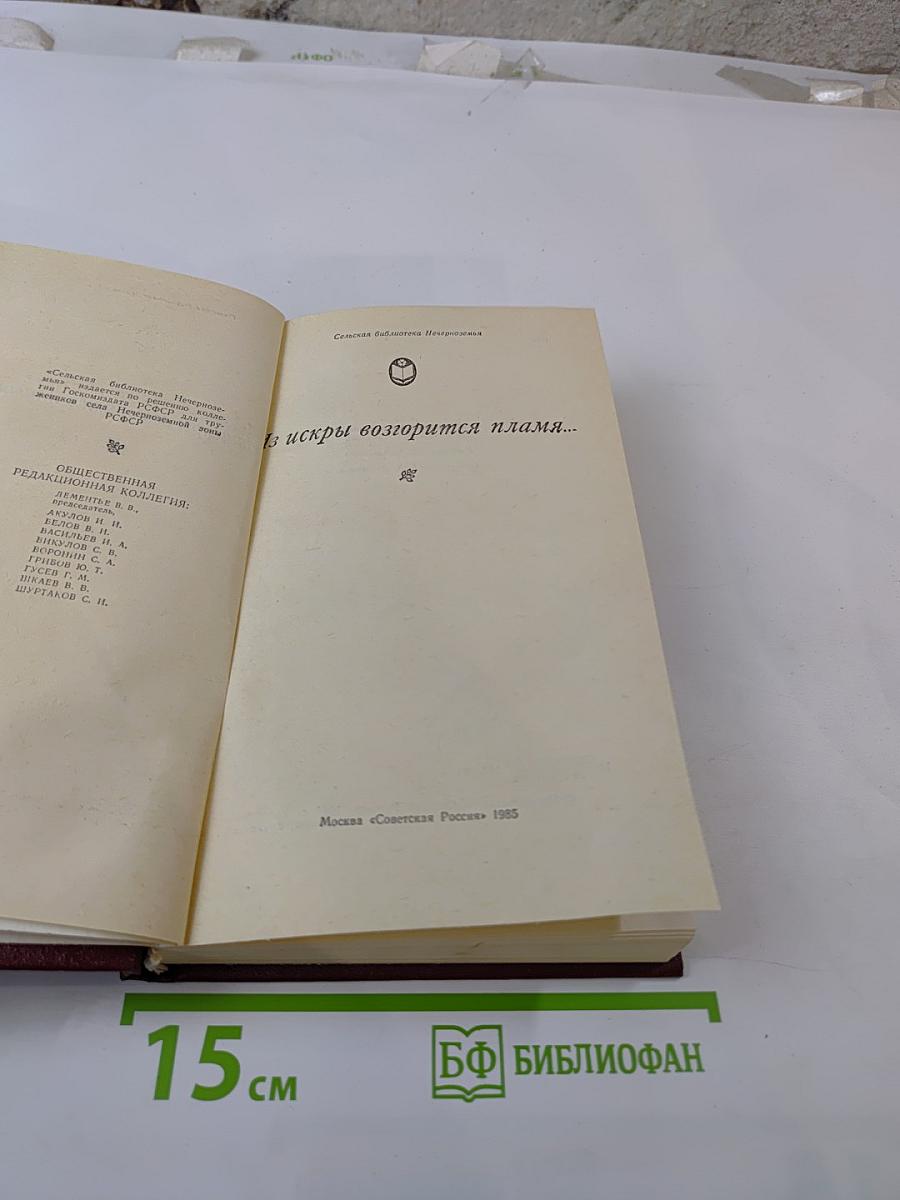 «Сельская библиотека Нечернозе-
мья» издается по решению колле-
гии Госкомиздата РСФСР для тру-
жеников села Нечерноземной зоны
РСФСР
ОБЩЕСТВЕННАЯ
РЕДАКЦИОННАЯ КОЛЛЕГИЯ:
ДЕМЕНТЬЕВ В. В.,
председатель,
АКУЛОВ И. И.
БЕЛОВ В. И.
ВАСИЛЬЕВ И. А.
ВИКУЛОВ С. В.
ВОРОНИН С. А.
ГРИБОВ Ю. Т.
ГУСЕВ Г. М.
ШКАЕВ В. В.
ШУРТАКОВ С. И.
Сельская библиотека Нечерноземья
Из искры возгорится пламя...
Москва «Советская Россия» 1985
15 см
БФ БИБЛИОФАН